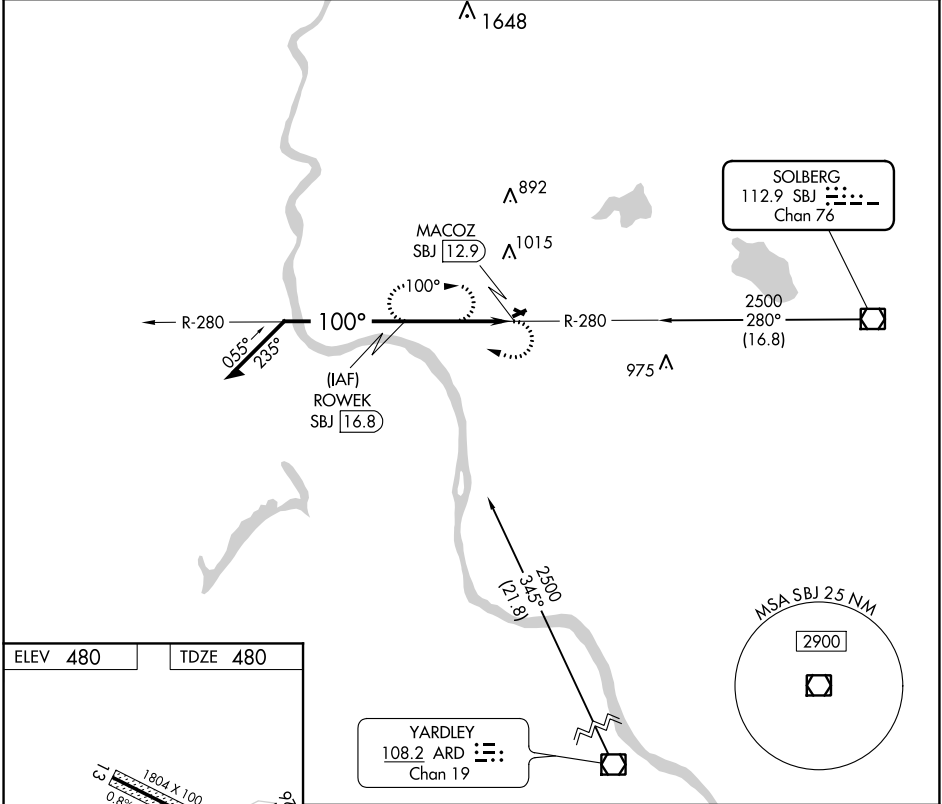 1648
892
1015
MACOZ
SBJ 12.9
SOLBERG
112.9 SBJ
Chan 76
100°
R-280
100°
R-280
2500
280°
(16.8)
055°
235°
(IAF)
ROWEK
SBJ 16.8
975
2500
345°
(21.8)
MSA SBJ 25 NM
2900
ELEV 480
TDZE 480
YARDLEY
108.2 ARD
Chan 19
13
1804 X 100
0.8%